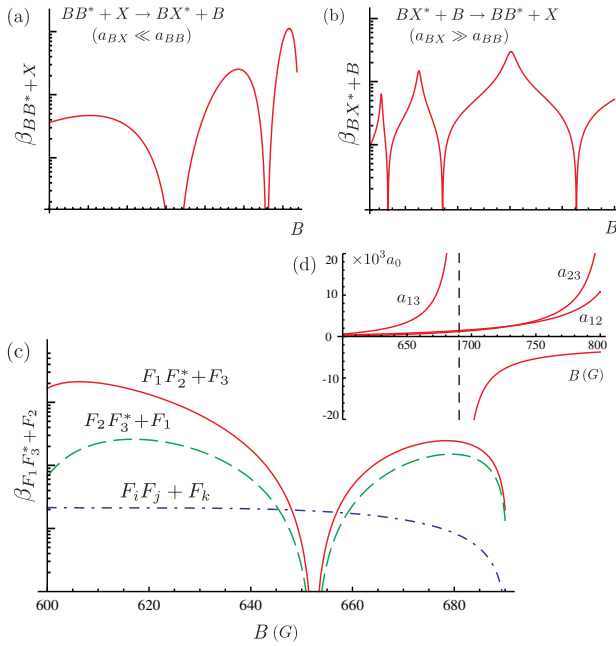 (a)
BB* + X → BX* + B
(a_BX ≪ a_BB)
β_BB*+X
B
(b)
BX* + B → BB* + X
(a_BX ≫ a_BB)
β_BX*+B
B
(d)
×10³a₀
20
10
0
-10
-20
650
700
750
800
a₁₃
a₂₃
a₁₂
B (G)
(c)
F₁F₂*+F₃
F₂F₃*+F₁
F_iF_j + F_k
β_F₁F₃*+F₂
600
620
640
660
680
B (G)